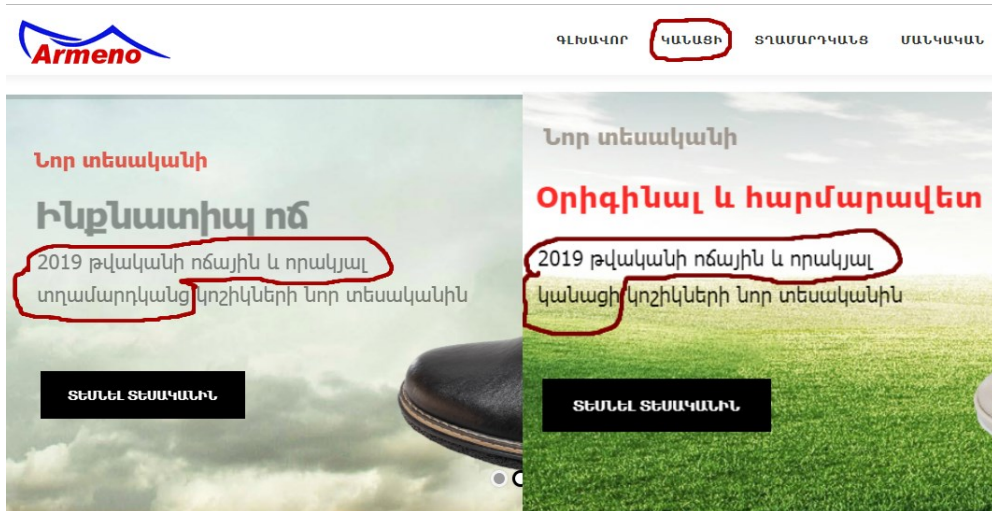 Armeno
ԳԼԽԱՎՈՐ ԿԱՆԱՑԻ ՏՂԱՄԱՐԴԿԱՆՑ ՄԱՆԿԱԿԱՆ
Նոր տեսականի
Ինքնատիպ ոճ
2019 թվականի ոճային և որակյալ
տղամարդկանց կոշիկների նոր տեսականին
ՏԵՍՆԵԼ ՏԵՍԱԿԱՆԻՆ
Նոր տեսականի
Օրիգինալ և հարմարավետ
2019 թվականի ոճային և որակյալ
կանացի կոշիկների նոր տեսականին
ՏԵՍՆԵԼ ՏԵՍԱԿԱՆԻՆ